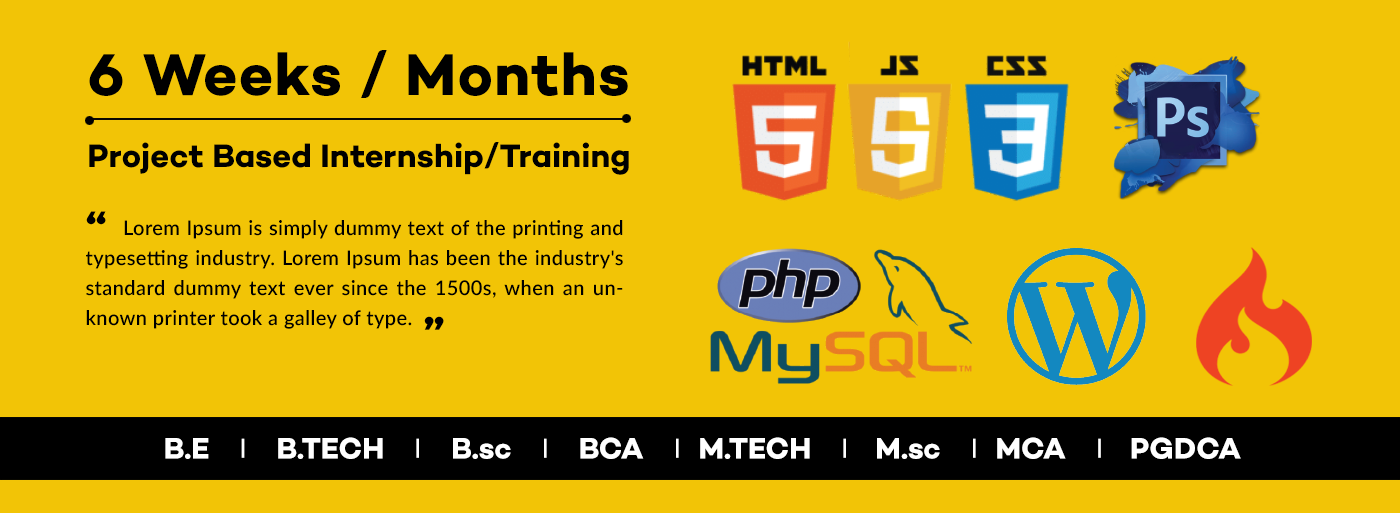 6 Weeks / Months
Project Based Internship/Training
“ Lorem Ipsum is simply dummy text of the printing and
typesetting industry. Lorem Ipsum has been the industry's
standard dummy text ever since the 1500s, when an un-
known printer took a galley of type. ”
HTML JS CSS
5 5 3 Ps
php
MySQL™
W
B.E | B.TECH | B.sc | BCA | M.TECH | M.sc | MCA | PGDCA